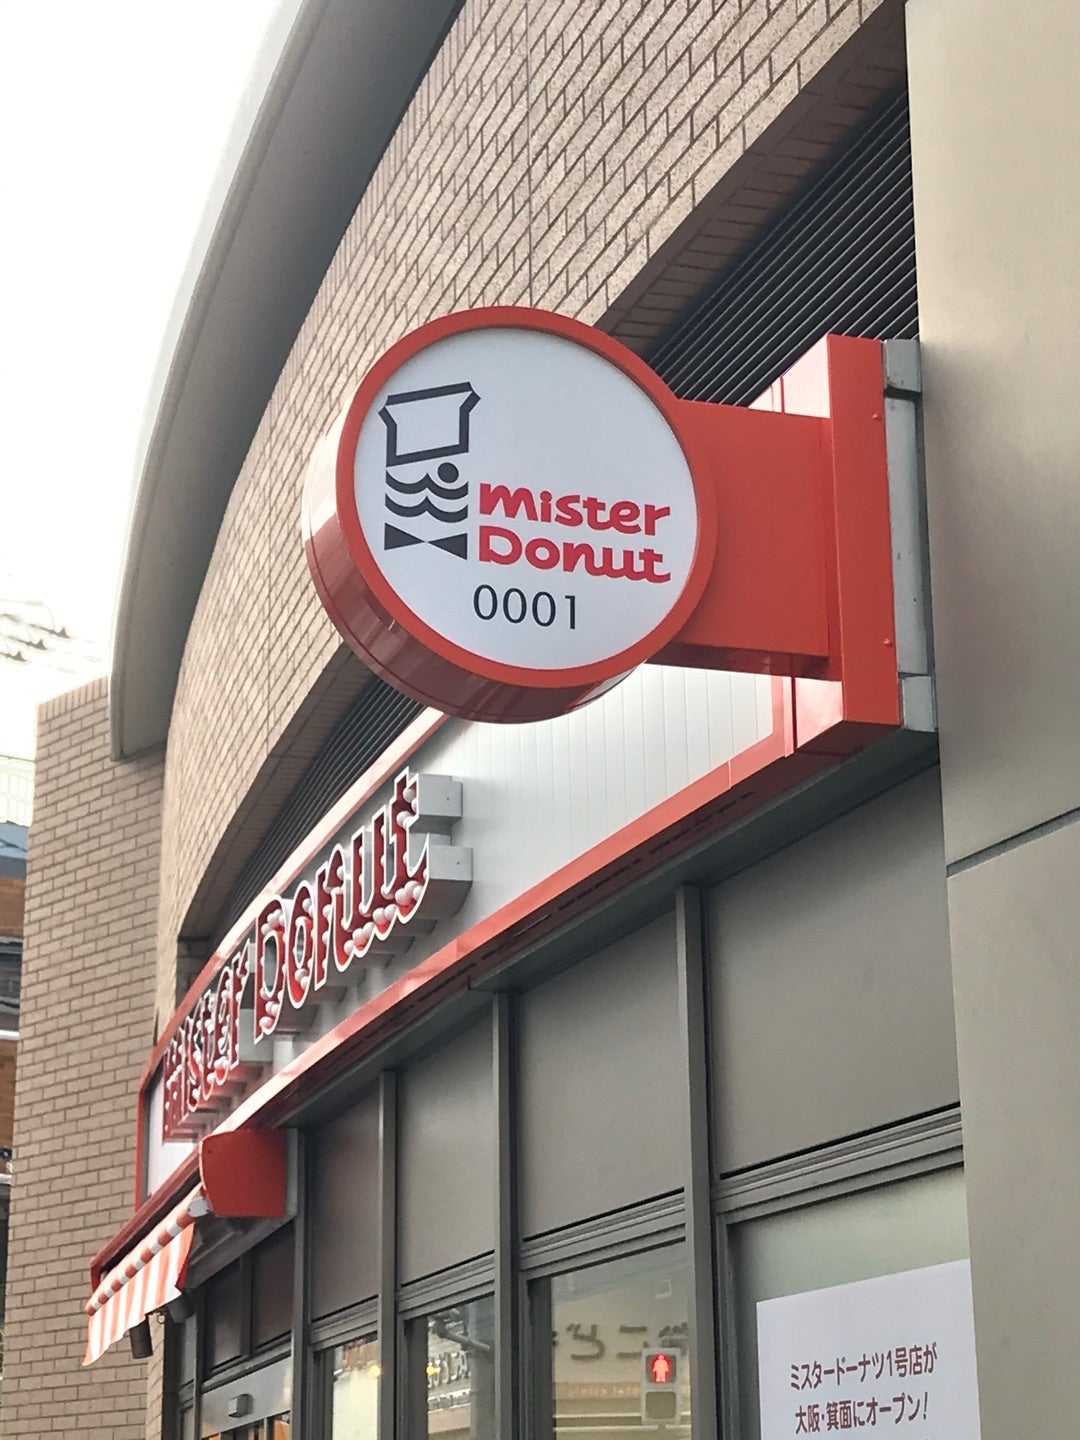 mister
Donut
0001
mister Donut
ミスタードーナツ1号店が
大阪・箕面にオープン!